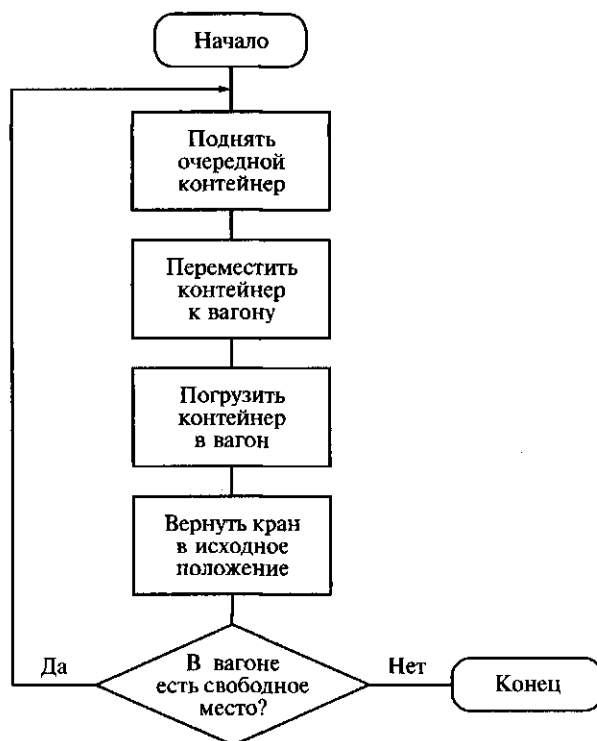 Начало
Поднять
очередной
контейнер
Переместить
контейнер
к вагону
Погрузить
контейнер
в вагон
Вернуть кран
в исходное
положение
Да
В вагоне
есть свободное
место?
Нет
Конец